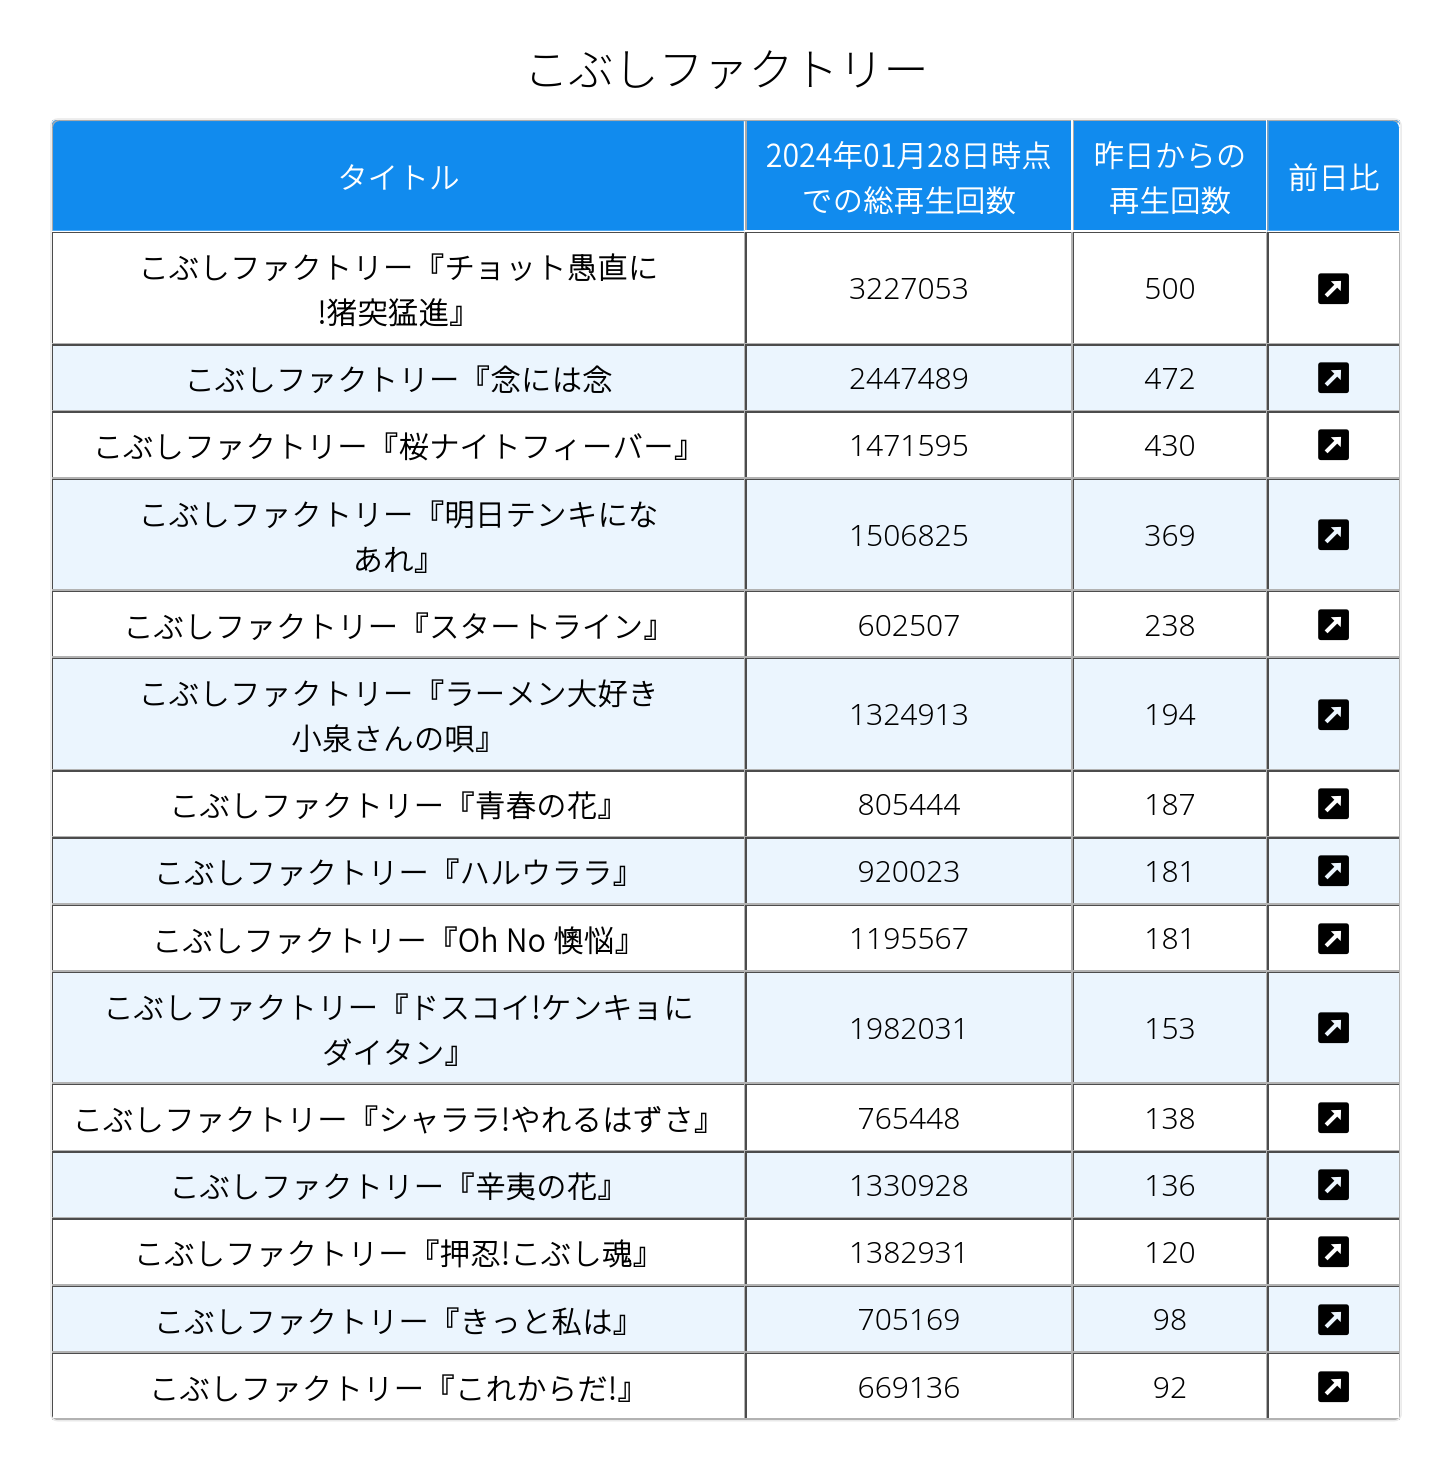 こぶしファクトリー
タイトル
2024年01月28日時点
での総再生回数
昨日からの
再生回数
前日比
こぶしファクトリー『チョット愚直に
!猪突猛進』
3227053
500
こぶしファクトリー『念には念
2447489
472
こぶしファクトリー『桜ナイトフィーバー』
1471595
430
こぶしファクトリー『明日テンキにな
あれ』
1506825
369
こぶしファクトリー『スタートライン』
602507
238
こぶしファクトリー『ラーメン大好き
小泉さんの唄』
1324913
194
こぶしファクトリー『青春の花』
805444
187
こぶしファクトリー『ハルウララ』
920023
181
こぶしファクトリー『Oh No 懊悩』
1195567
181
こぶしファクトリー『ドスコイ!ケンキョに
ダイタン』
1982031
153
こぶしファクトリー『シャララ!やれるはずさ』
765448
138
こぶしファクトリー『辛夷の花』
1330928
136
こぶしファクトリー『押忍!こぶし魂』
1382931
120
こぶしファクトリー『きっと私は』
705169
98
こぶしファクトリー『これからだ!』
669136
92